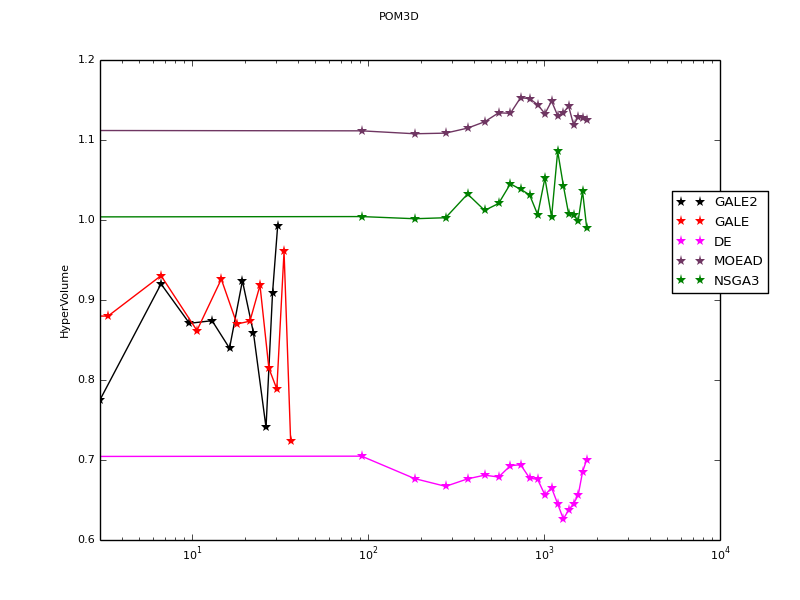 POM3D
1.2
1.1
1.0
0.9
0.8
0.7
0.6
HyperVolume
10^1
10^2
10^3
10^4
GALE2
GALE
DE
MOEAD
NSGA3